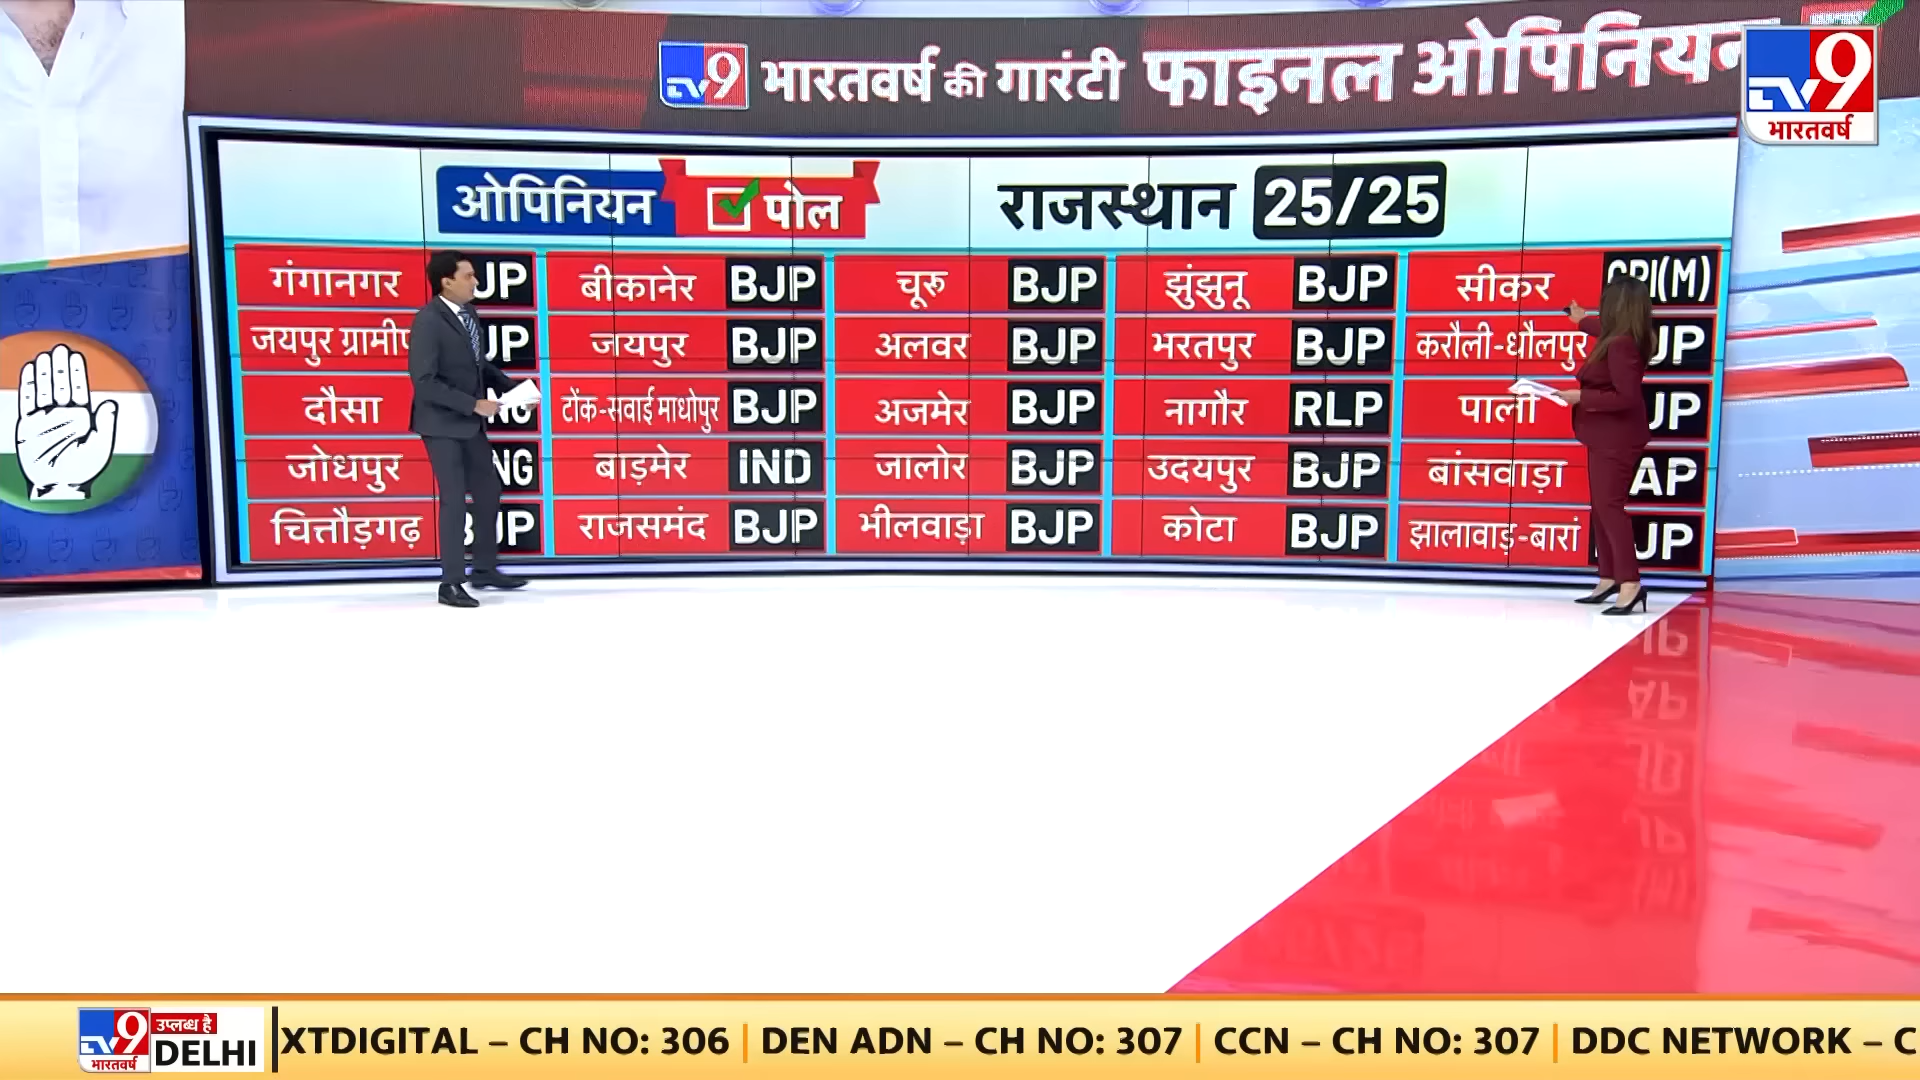 TV9 भारतवर्ष की गारंटी फाइनल ओपिनियन
TV9
भारतवर्ष
ओपिनियन पोल राजस्थान 25/25
गंगानगर बीकानेर BJP चूरू BJP झुंझुनू BJP सीकर
जयपुर जयपुर BJP अलवर BJP भरतपुर BJP करौली-धौलपुर
दौसा टोंक-सवाई माधोपुर BJP अजमेर BJP नागौर RLP पाली
जोधपुर बाड़मेर IND जालोर BJP उदयपुर BJP बांसवाड़ा
चित्तौड़गढ़ राजसमंद BJP भीलवाड़ा BJP कोटा BJP झालावाड़-बारां
TV9 भारतवर्ष उपलब्ध है DELHI XTDIGITAL – CH NO: 306 | DEN ADN – CH NO: 307 | CCN – CH NO: 307 | DDC NETWORK – C